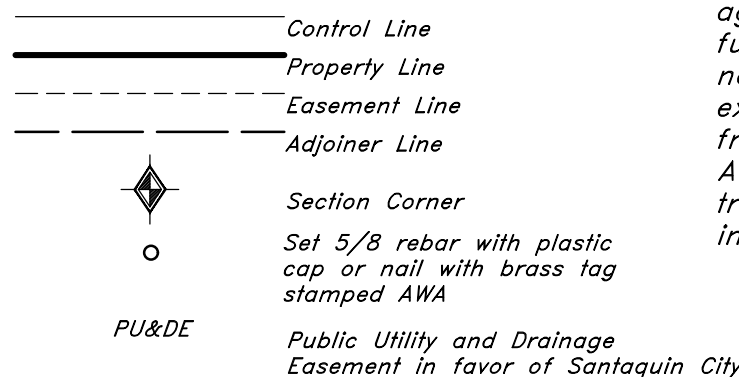 Control Line
Property Line
Easement Line
Adjoiner Line
Section Corner
Set 5/8 rebar with plastic
cap or nail with brass tag
stamped AWA
PU&DE
Public Utility and Drainage
Easement in favor of Santaquin City